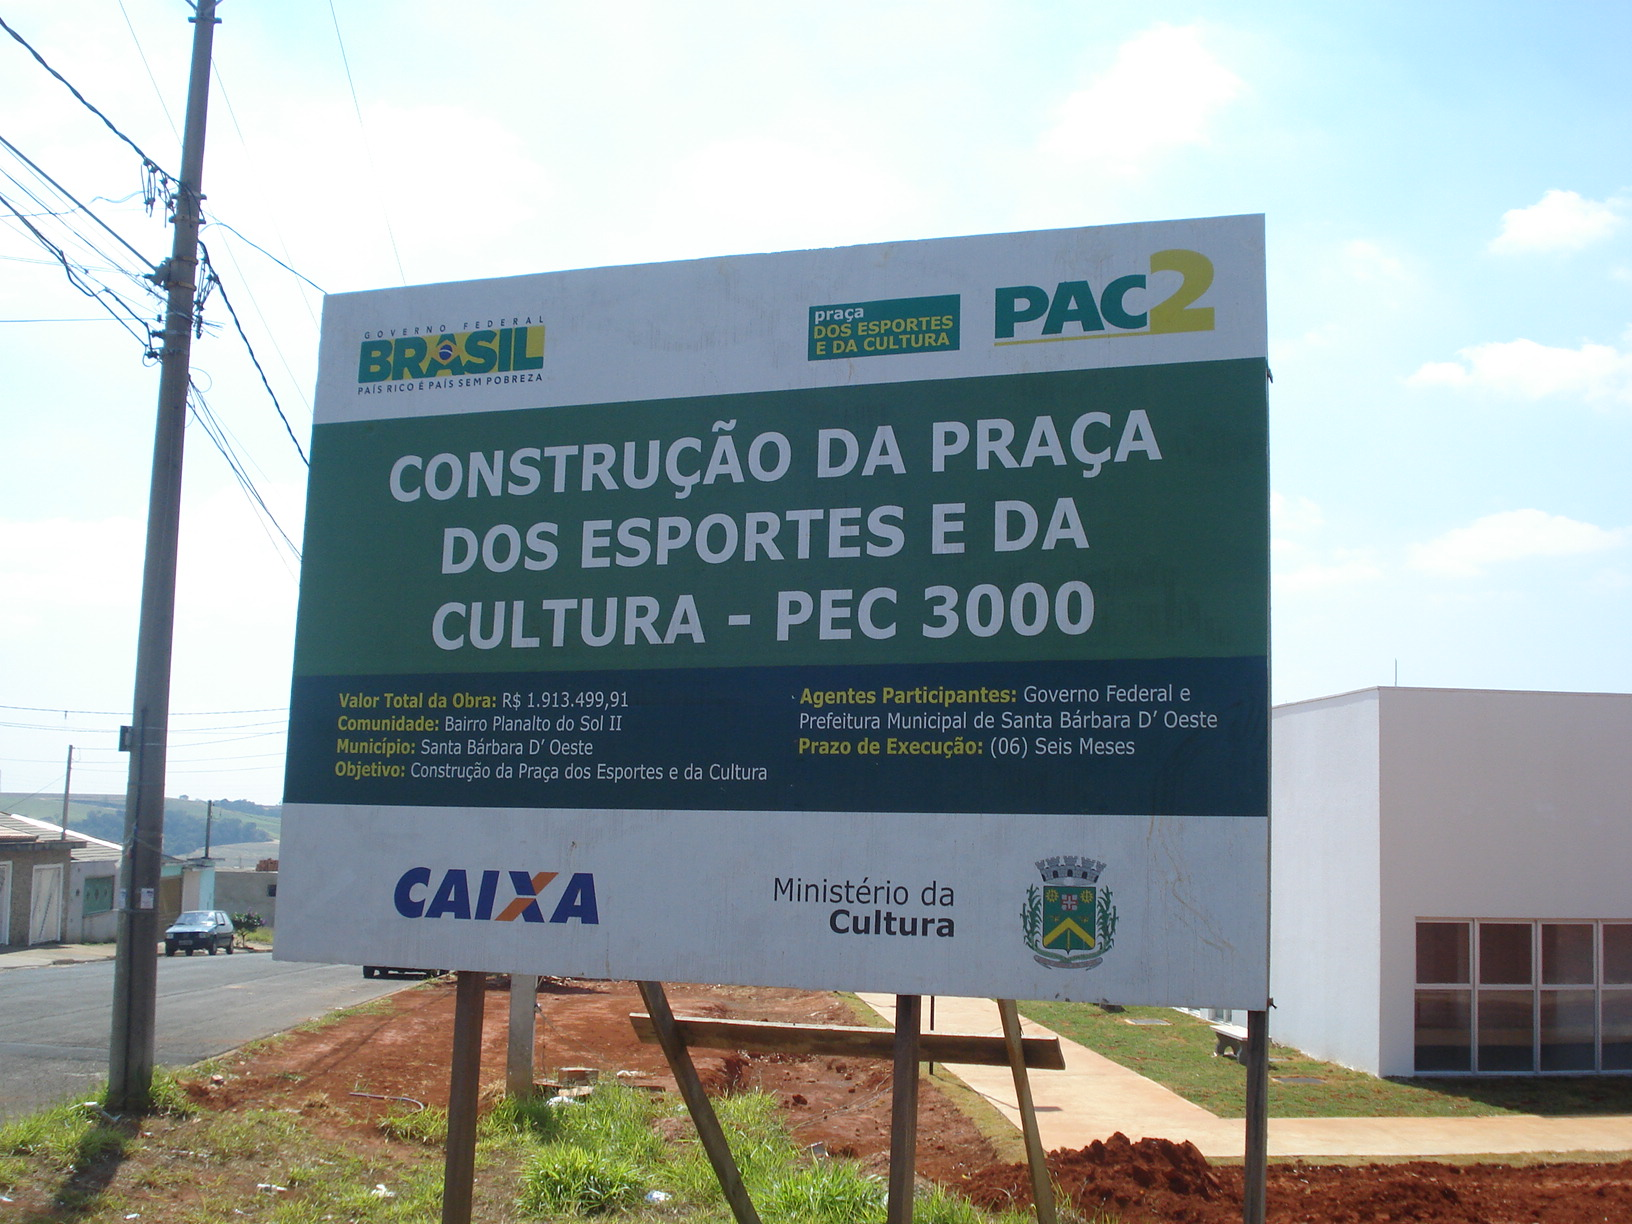 GOVERNO FEDERAL
BRASIL
PAÍS RICO É PAÍS SEM POBREZA
praça
DOS ESPORTES
E DA CULTURA
PAC2
CONSTRUÇÃO DA PRAÇA
DOS ESPORTES E DA
CULTURA - PEC 3000
Valor Total da Obra: R$ 1.913.499,91
Comunidade: Bairro Planalto do Sol II
Município: Santa Bárbara D' Oeste
Objetivo: Construção da Praça dos Esportes e da Cultura
Agentes Participantes: Governo Federal e
Prefeitura Municipal de Santa Bárbara D' Oeste
Prazo de Execução: (06) Seis Meses
CAIXA
Ministério da
Cultura